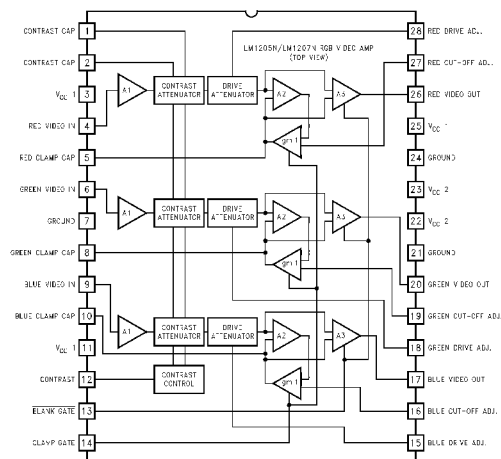 LM1205N/LM1207N RGB VIDEO AMP
(TOP VIEW)
CONTRAST CAP 1
CONTRAST CAP 2
VCC 1 3
RED VIDEO IN 4
RED CLAMP CAP 5
GREEN VIDEO IN 6
GROUND 7
GREEN CLAMP CAP 8
BLUE VIDEO IN 9
BLUE CLAMP CAP 10
VCC 1 11
CONTRAST 12
BLANK GATE 13
CLAMP GATE 14
A1
CONTRAST
ATTENUATOR
DRIVE
ATTENUATOR
A2
A3
gm 1
A1
CONTRAST
ATTENUATOR
DRIVE
ATTENUATOR
A2
A3
gm 1
A1
CONTRAST
ATTENUATOR
DRIVE
ATTENUATOR
A2
A3
gm 1
CONTRAST
CONTROL
28 RED DRIVE ADJ.
27 RED CUT-OFF ADJ.
26 RED VIDEO OUT
25 VCC 1
24 GROUND
23 VCC 2
22 VCC 2
21 GROUND
20 GREEN VIDEO OUT
19 GREEN CUT-OFF ADJ.
18 GREEN DRIVE ADJ.
17 BLUE VIDEO OUT
16 BLUE CUT-OFF ADJ.
15 BLUE DRIVE ADJ.